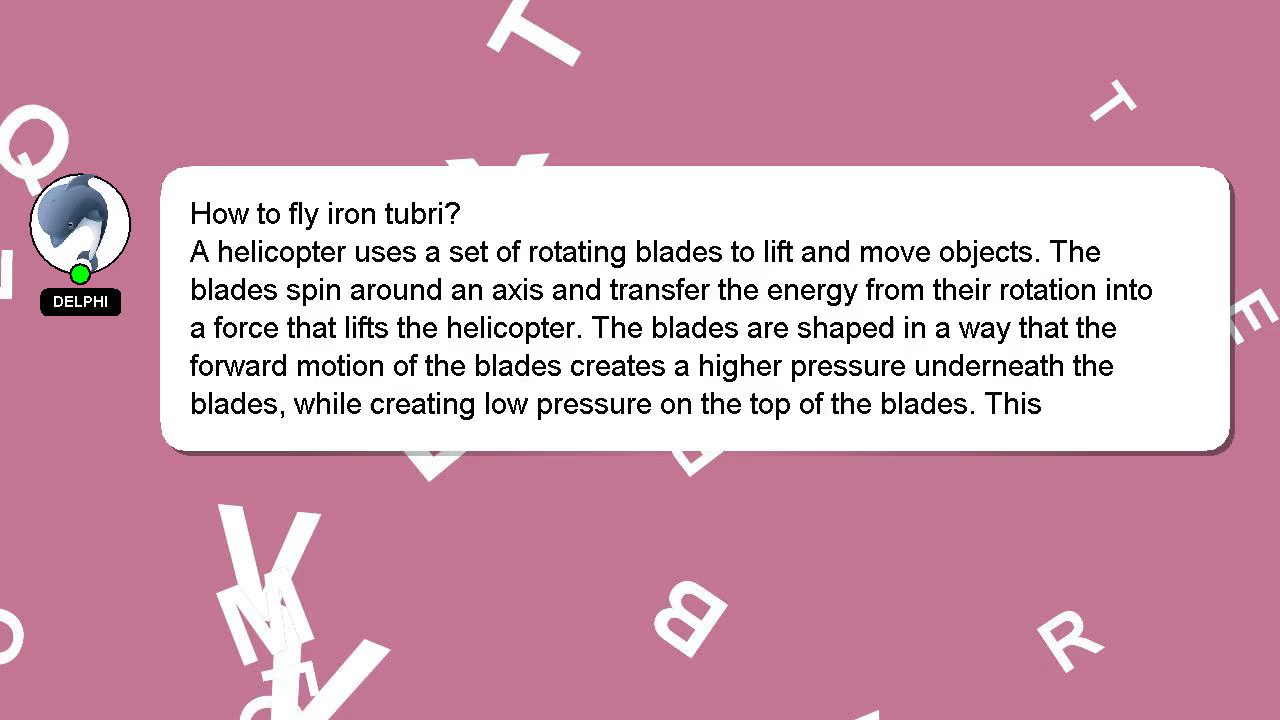 How to fly iron tubri?
A helicopter uses a set of rotating blades to lift and move objects. The
blades spin around an axis and transfer the energy from their rotation into
a force that lifts the helicopter. The blades are shaped in a way that the
forward motion of the blades creates a higher pressure underneath the
blades, while creating low pressure on the top of the blades. This
DELPHI
T
Q
T
E
V
M
V
B
R